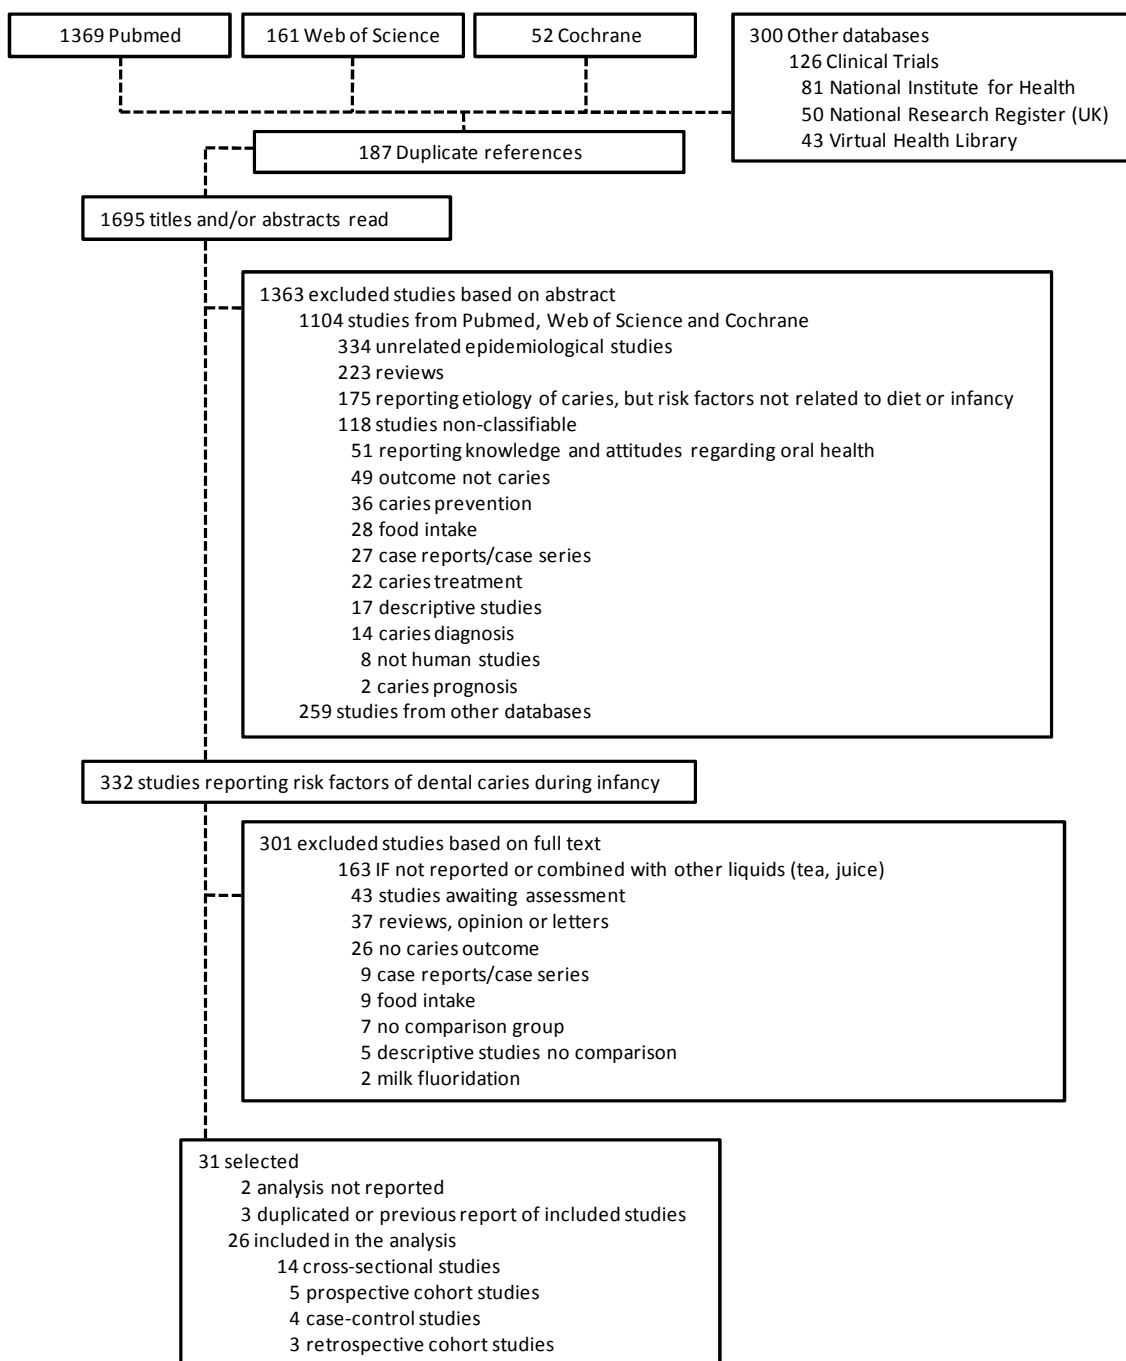 1369 Pubmed
161 Web of Science
52 Cochrane
300 Other databases
126 Clinical Trials
81 National Institute for Health
50 National Research Register (UK)
43 Virtual Health Library
187 Duplicate references
1695 titles and/or abstracts read
1363 excluded studies based on abstract
1104 studies from Pubmed, Web of Science and Cochrane
334 unrelated epidemiological studies
223 reviews
175 reporting etiology of caries, but risk factors not related to diet or infancy
118 studies non-classifiable
51 reporting knowledge and attitudes regarding oral health
49 outcome not caries
36 caries prevention
28 food intake
27 case reports/case series
22 caries treatment
17 descriptive studies
14 caries diagnosis
8 not human studies
2 caries prognosis
259 studies from other databases
332 studies reporting risk factors of dental caries during infancy
301 excluded studies based on full text
163 IF not reported or combined with other liquids (tea, juice)
43 studies awaiting assessment
37 reviews, opinion or letters
26 no caries outcome
9 case reports/case series
9 food intake
7 no comparison group
5 descriptive studies no comparison
2 milk fluoridation
31 selected
2 analysis not reported
3 duplicated or previous report of included studies
26 included in the analysis
14 cross-sectional studies
5 prospective cohort studies
4 case-control studies
3 retrospective cohort studies